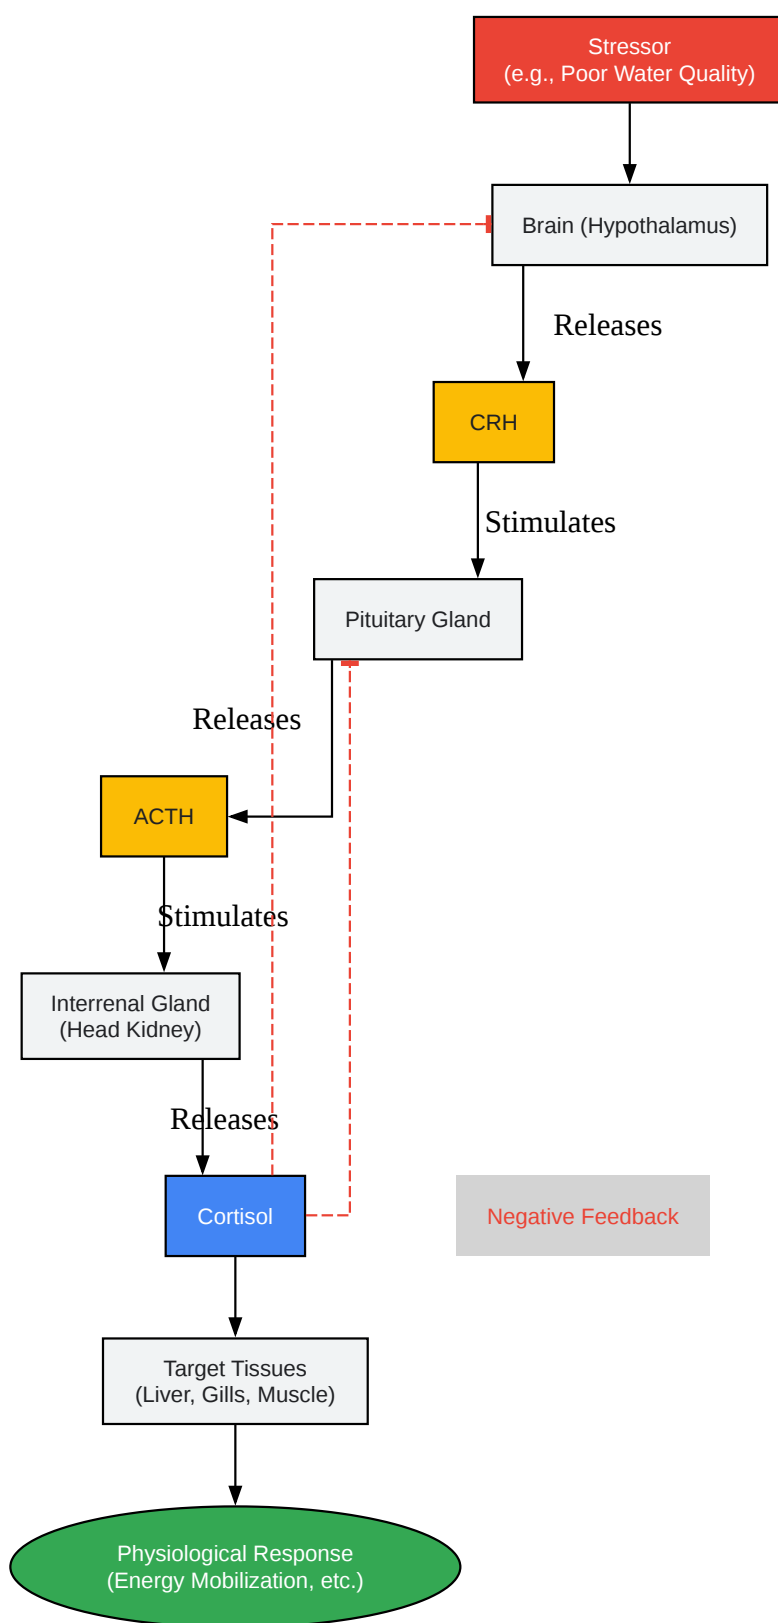 Stressor
(e.g., Poor Water Quality)
Brain (Hypothalamus)
Releases
CRH
Stimulates
Pituitary Gland
Releases
ACTH
Stimulates
Interrenal Gland
(Head Kidney)
Releases
Cortisol
Negative Feedback
Target Tissues
(Liver, Gills, Muscle)
Physiological Response
(Energy Mobilization, etc.)